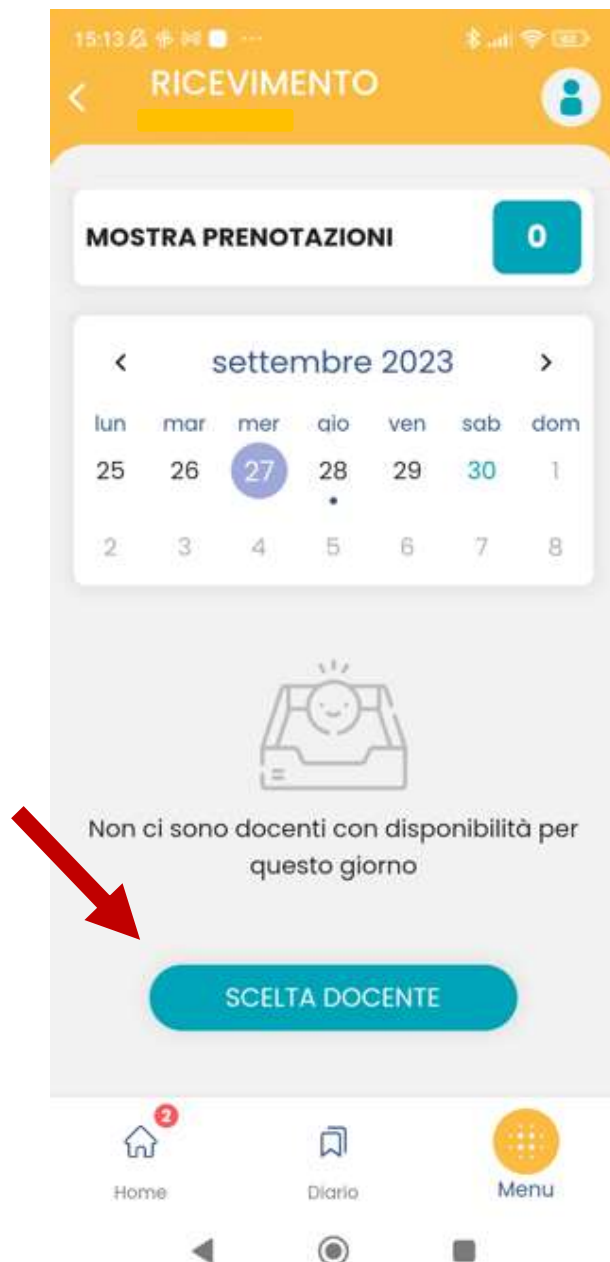 15:13
RICEVIMENTO
MOSTRA PRENOTAZIONI 0
settembre 2023
lun mar mer gio ven sab dom
25 26 27 28 29 30 1
2 3 4 5 6 7 8
Non ci sono docenti con disponibilità per
questo giorno
SCELTA DOCENTE
2
Home Diario Menu